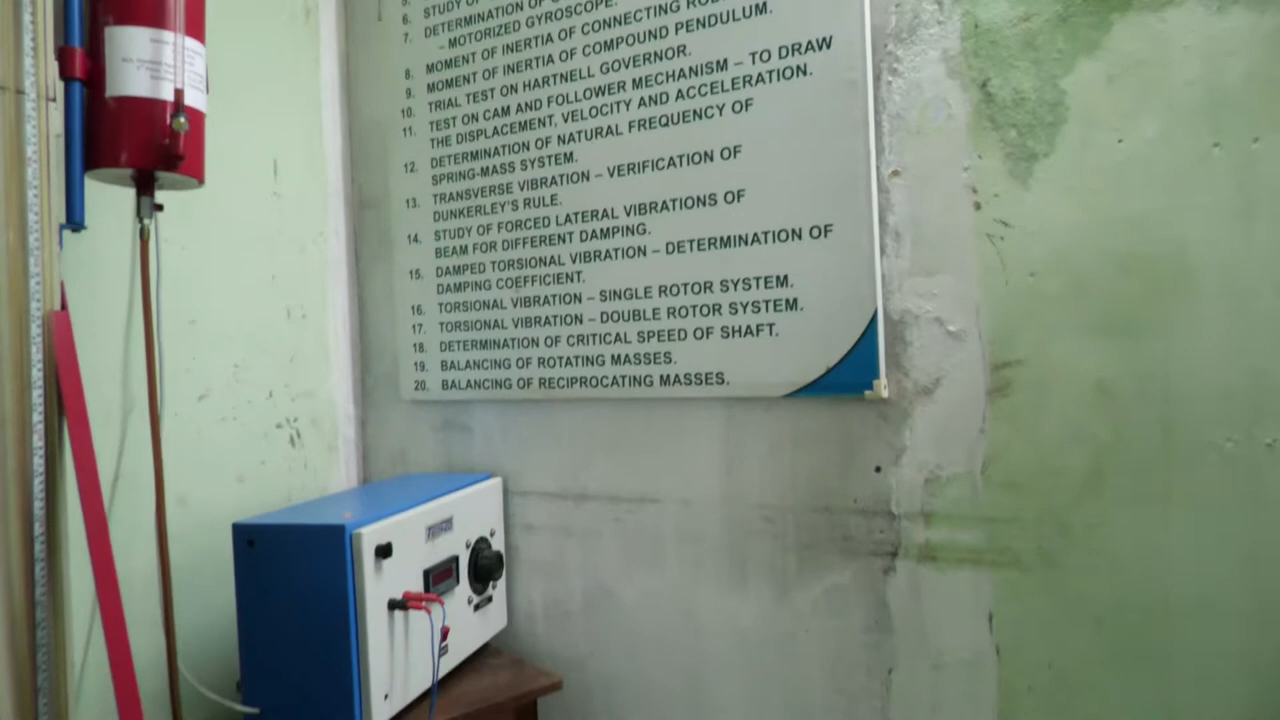 6. STUDY OF
7. DETERMINATION OF
– MOTORIZED GYROSCOPE.
8. MOMENT OF INERTIA OF CONNECTING
9. MOMENT OF INERTIA OF COMPOUND PENDULUM.
10. TRIAL TEST ON HARTNELL GOVERNOR.
11. TEST ON CAM AND FOLLOWER MECHANISM – TO DRAW
THE DISPLACEMENT, VELOCITY AND ACCELERATION.
12. DETERMINATION OF NATURAL FREQUENCY OF
SPRING-MASS SYSTEM.
13. TRANSVERSE VIBRATION – VERIFICATION OF
DUNKERLEY'S RULE.
14. STUDY OF FORCED LATERAL VIBRATIONS OF
BEAM FOR DIFFERENT DAMPING.
15. DAMPED TORSIONAL VIBRATION – DETERMINATION OF
DAMPING COEFFICIENT.
16. TORSIONAL VIBRATION – SINGLE ROTOR SYSTEM.
17. TORSIONAL VIBRATION – DOUBLE ROTOR SYSTEM.
18. DETERMINATION OF CRITICAL SPEED OF SHAFT.
19. BALANCING OF ROTATING MASSES.
20. BALANCING OF RECIPROCATING MASSES.